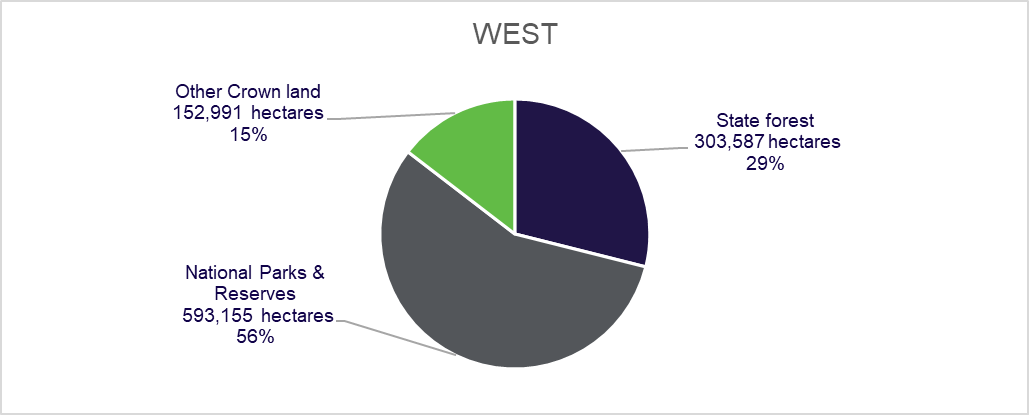 WEST
Other Crown land
152,991 hectares
15%
State forest
303,587 hectares
29%
National Parks &
Reserves
593,155 hectares
56%